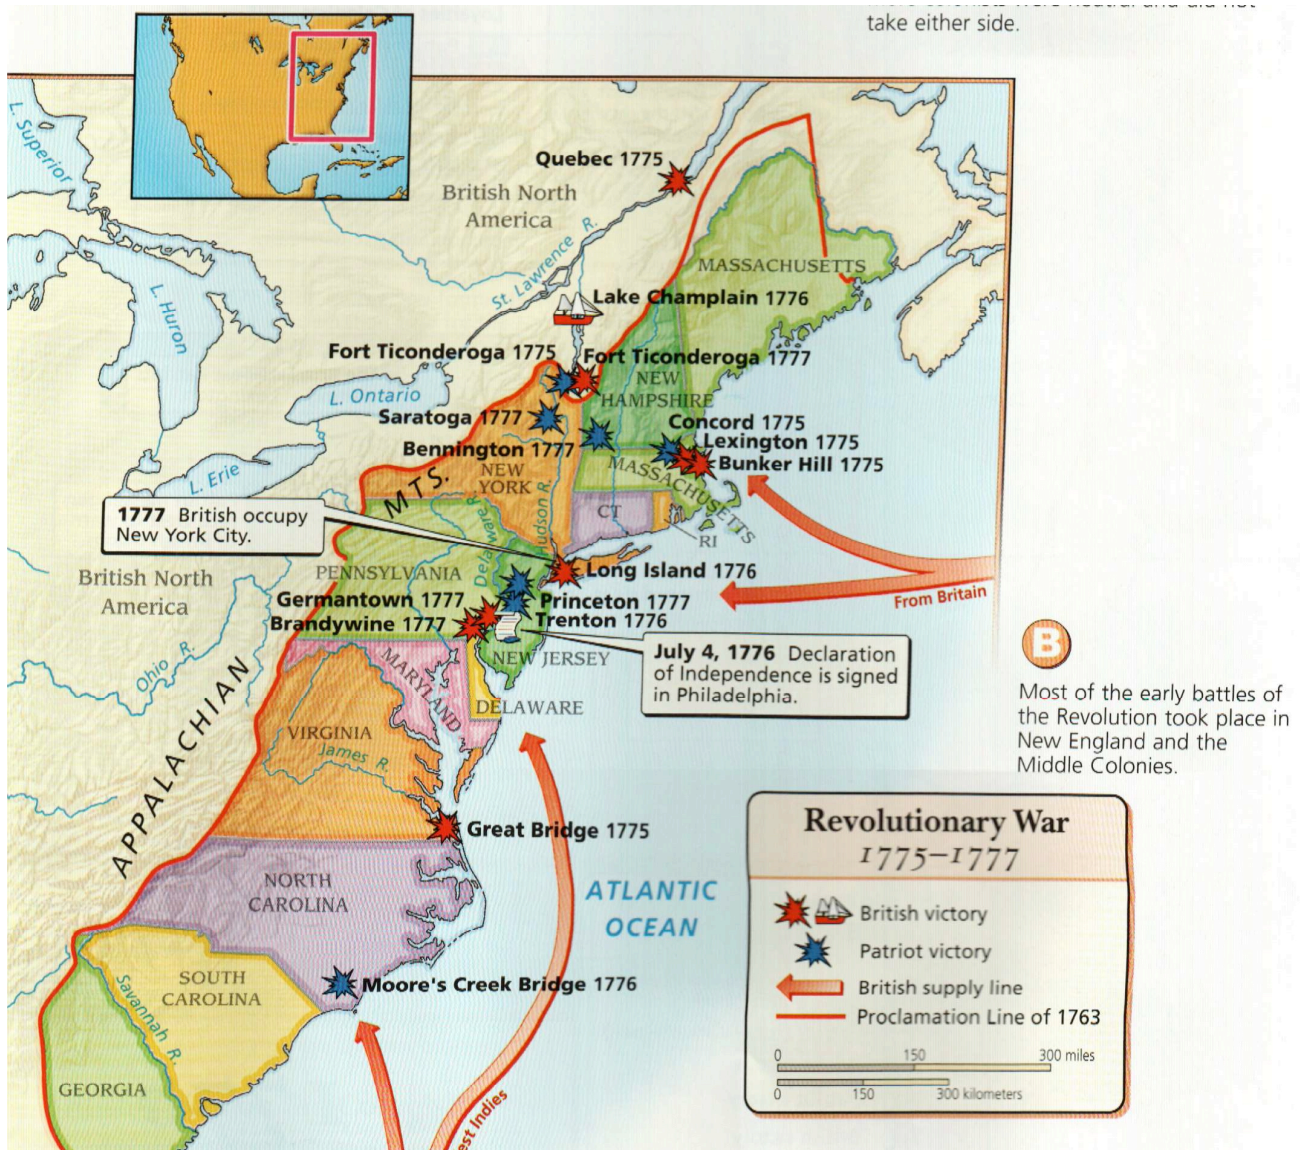 take either side.
L. Superior
Quebec 1775
British North
America
MASSACHUSETTS
St. Lawrence R.
L. Huron
Lake Champlain 1776
Fort Ticonderoga 1775
Fort Ticonderoga 1777
NEW
HAMPSHIRE
L. Ontario
Saratoga 1777
Concord 1775
Lexington 1775
Bennington 1777
Bunker Hill 1775
MASSACHUSETTS
L. Erie
NEW
YORK
MTS.
1777 British occupy
New York City.
CT
RI
Delaware R.
Hudson R.
British North
America
PENNSYLVANIA
Long Island 1776
From Britain
Germantown 1777
Princeton 1777
Brandywine 1777
Trenton 1776
B
July 4, 1776 Declaration
of Independence is signed
in Philadelphia.
NEW JERSEY
Ohio R.
MARYLAND
DELAWARE
Most of the early battles of
the Revolution took place in
New England and the
Middle Colonies.
APPALACHIAN
VIRGINIA
James R.
Great Bridge 1775
Revolutionary War
1775–1777
NORTH
CAROLINA
ATLANTIC
OCEAN
British victory
Patriot victory
SOUTH
CAROLINA
Moore's Creek Bridge 1776
British supply line
Proclamation Line of 1763
Savannah R.
0 150 300 miles
0 150 300 kilometers
GEORGIA
Indies